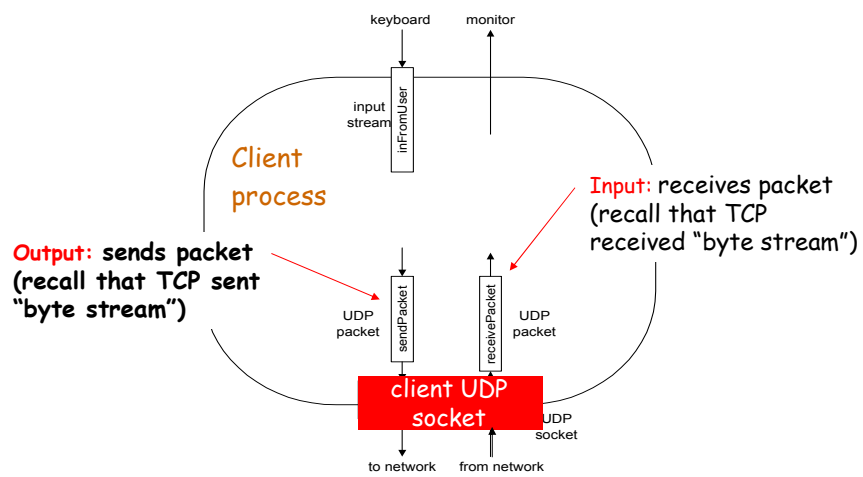 keyboard
monitor
input
stream
inFromUser
Client
process
Input: receives packet
(recall that TCP
received “byte stream”)
Output: sends packet
(recall that TCP sent
“byte stream”)
UDP
packet
sendPacket
receivePacket
UDP
packet
client UDP
socket
UDP
socket
to network
from network